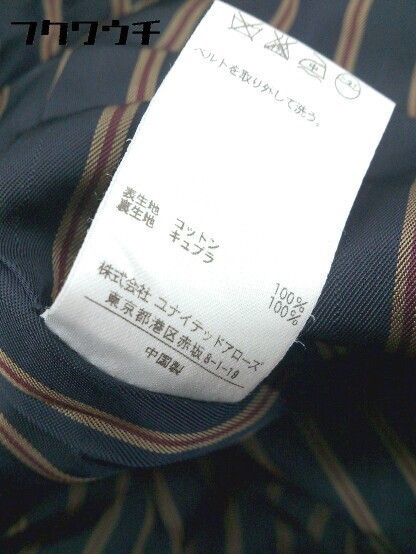 フクワウチ
ベルトを取り外して洗う。
表生地 コットン 100%
裏生地 キュプラ 100%
株式会社 ユナイテッドアローズ
東京都港区赤坂8-1-19
中国製